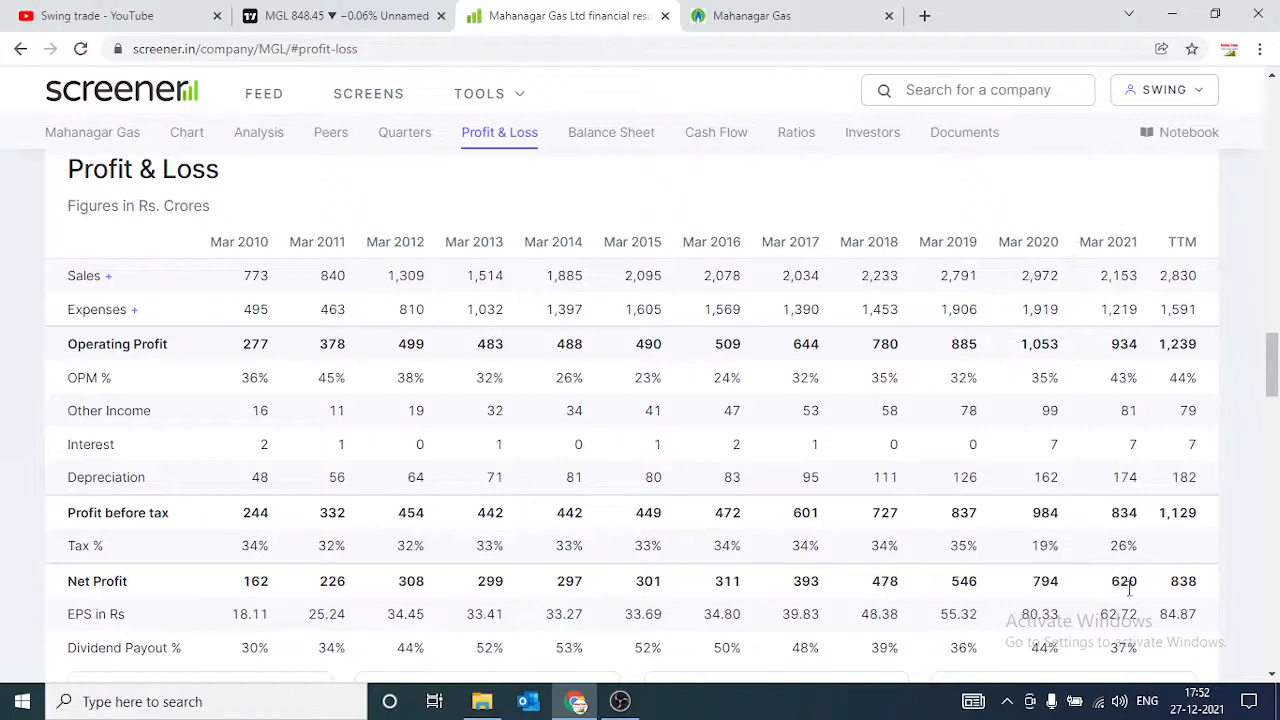 Swing trade - YouTube
MGL 848.45 ▼ −0.06% Unnamed
Mahanagar Gas Ltd financial resu
Mahanagar Gas
screener.in/company/MGL/#profit-loss
screener
FEED SCREENS TOOLS
Search for a company
SWING
Mahanagar Gas Chart Analysis Peers Quarters Profit & Loss Balance Sheet Cash Flow Ratios Investors Documents Notebook
Profit & Loss
Figures in Rs. Crores
Mar 2010 Mar 2011 Mar 2012 Mar 2013 Mar 2014 Mar 2015 Mar 2016 Mar 2017 Mar 2018 Mar 2019 Mar 2020 Mar 2021 TTM
Sales + 773 840 1,309 1,514 1,885 2,095 2,078 2,034 2,233 2,791 2,972 2,153 2,830
Expenses + 495 463 810 1,032 1,397 1,605 1,569 1,390 1,453 1,906 1,919 1,219 1,591
Operating Profit 277 378 499 483 488 490 509 644 780 885 1,053 934 1,239
OPM % 36% 45% 38% 32% 26% 23% 24% 32% 35% 32% 35% 43% 44%
Other Income 16 11 19 32 34 41 47 53 58 78 99 81 79
Interest 2 1 0 1 0 1 2 1 0 0 7 7 7
Depreciation 48 56 64 71 81 80 83 95 111 126 162 174 182
Profit before tax 244 332 454 442 442 449 472 601 727 837 984 834 1,129
Tax % 34% 32% 32% 33% 33% 33% 34% 34% 34% 35% 19% 26%
Net Profit 162 226 308 299 297 301 311 393 478 546 794 620 838
EPS in Rs 18.11 25.24 34.45 33.41 33.27 33.69 34.80 39.83 48.38 55.32 80.33 62.72 84.87
Dividend Payout % 30% 34% 44% 52% 53% 52% 50% 48% 39% 36% 44% 37%
Activate Windows
Go to Settings to activate Windows.
Type here to search
ENG
17:52
27-12-2021